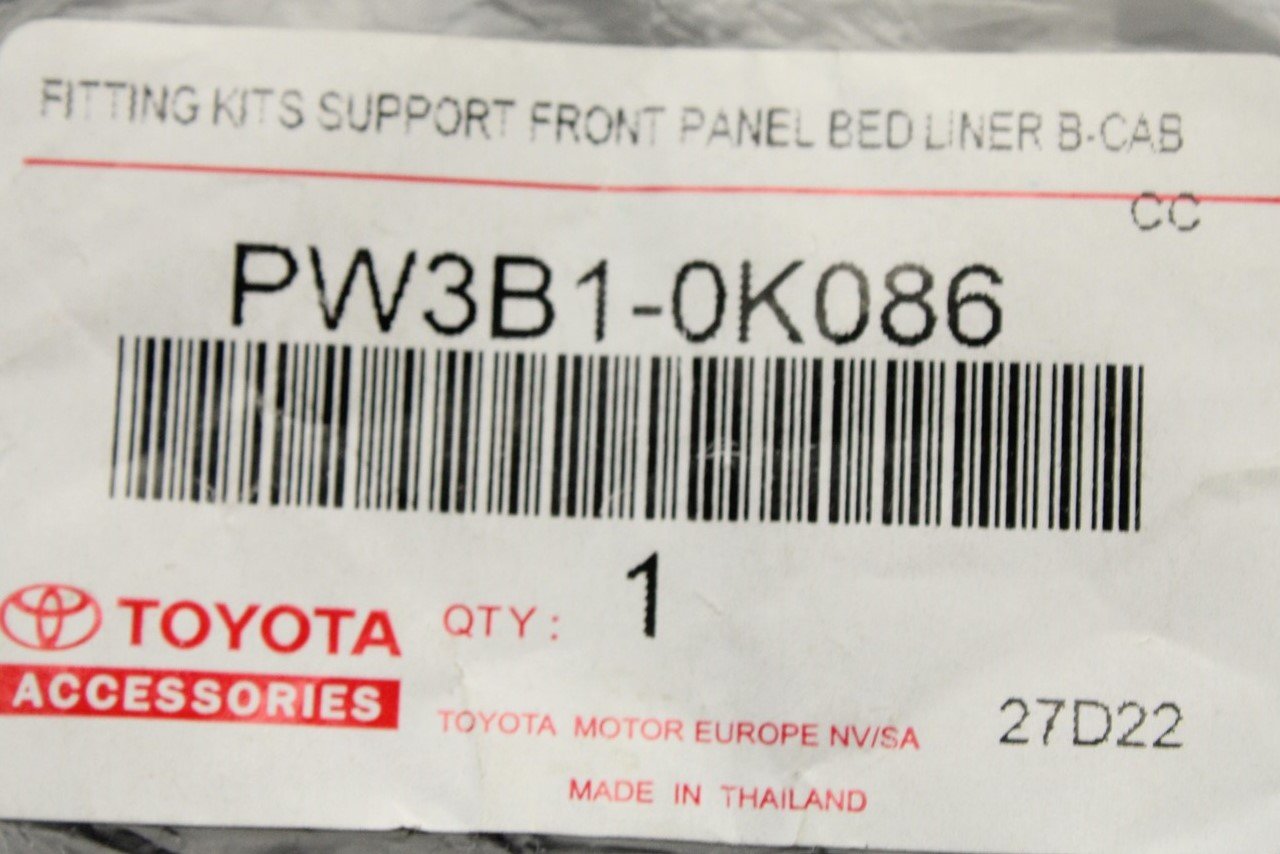 FITTING KITS SUPPORT FRONT PANEL BED LINER B-CAB
CC
PW3B1-0K086
1
TOYOTA QTY:
ACCESSORIES
TOYOTA MOTOR EUROPE NV/SA 27D22
MADE IN THAILAND